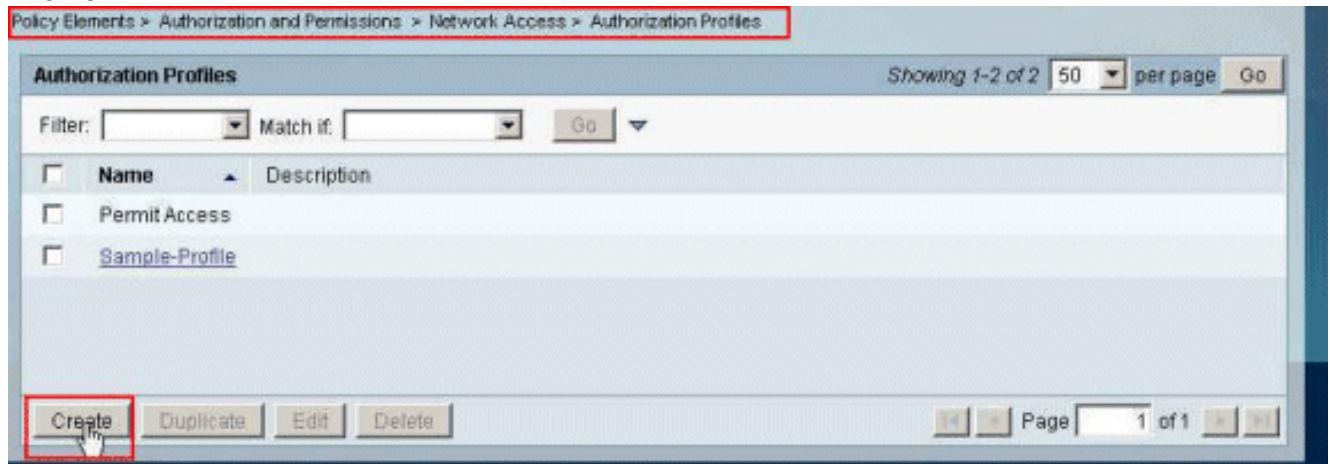 Policy Elements > Authorization and Permissions > Network Access > Authorization Profiles
Authorization Profiles Showing 1-2 of 2 50 per page Go
Filter: Match if: Go
Name Description
Permit Access
Sample-Profile
Create Duplicate Edit Delete Page 1 of 1